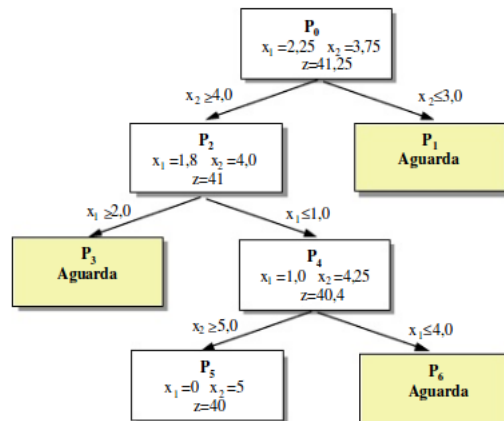 P0
x1=2,25 x2=3,75
z=41,25
x2 ≥4,0
x2≤3,0
P2
x1=1,8 x2=4,0
z=41
P1
Aguarda
x1 ≥2,0
x1≤1,0
P3
Aguarda
P4
x1=1,0 x2=4,25
z=40,4
x2 ≥5,0
x1≤4,0
P5
x1=0 x2=5
z=40
P6
Aguarda